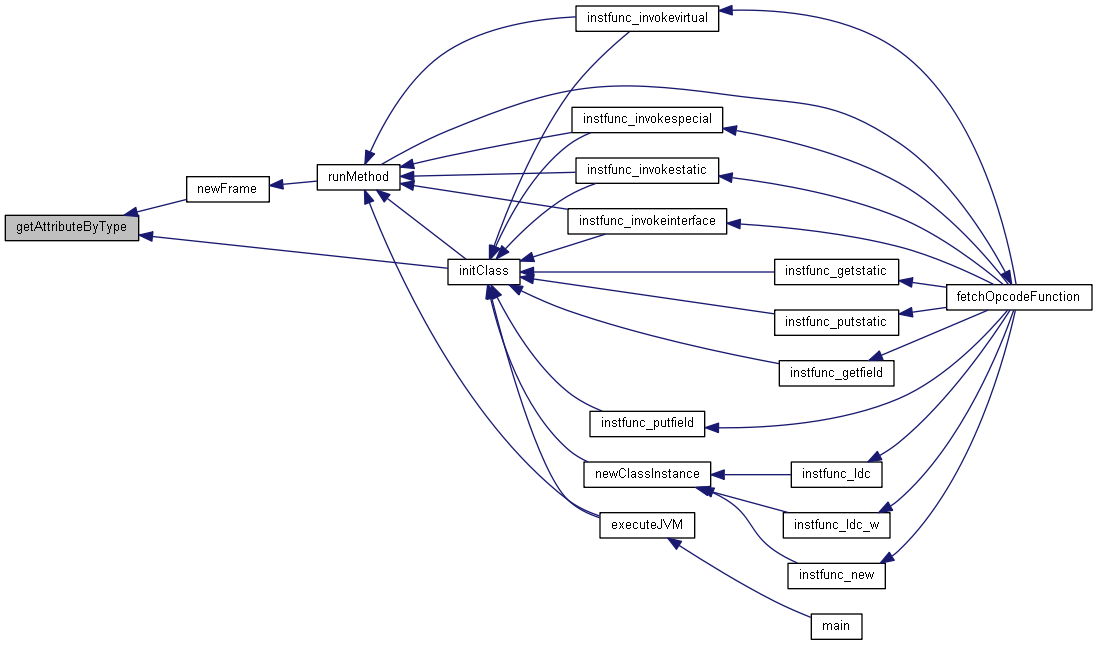 instfunc_invokevirtual
instfunc_invokespecial
instfunc_invokestatic
runMethod
newFrame
instfunc_invokeinterface
getAttributeByType
initClass
instfunc_getstatic
fetchOpcodeFunction
instfunc_putstatic
instfunc_getfield
instfunc_putfield
newClassInstance
instfunc_ldc
executeJVM
instfunc_ldc_w
instfunc_new
main